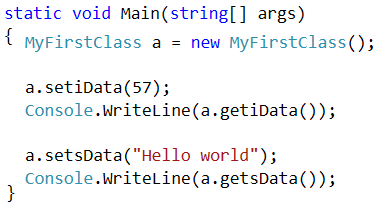 static void Main(string[] args)
{ MyFirstClass a = new MyFirstClass();
a.setiData(57);
Console.WriteLine(a.getiData());
a.setsData("Hello world");
Console.WriteLine(a.getsData());
}